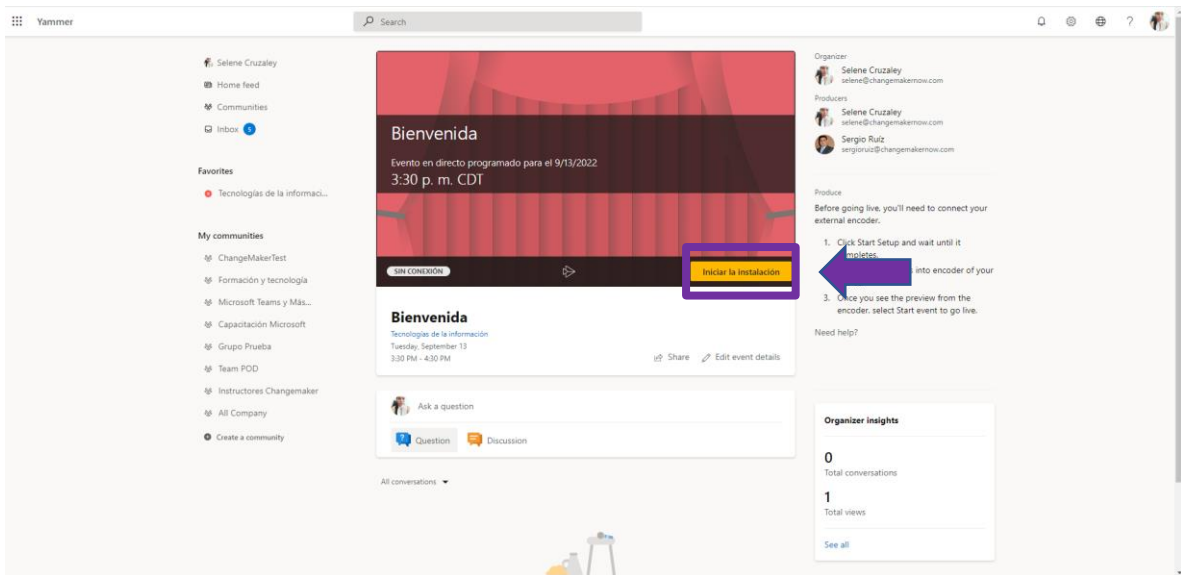 Yammer
Search
Selene Cruzaley
Home feed
Communities
Inbox 5
Favorites
Tecnologías de la informaci...
My communities
ChangeMakerTest
Formación y tecnología
Microsoft Teams y Más...
Capacitación Microsoft
Grupo Prueba
Team POD
Instructores Changemaker
All Company
Create a community
Bienvenida
Evento en directo programado para el 9/13/2022
3:30 p. m. CDT
SIN CONEXIÓN
Iniciar la instalación
Bienvenida
Tecnologías de la información
Tuesday, September 13
3:30 PM - 4:30 PM
Share
Edit event details
Ask a question
Question
Discussion
All conversations
Organizer
Selene Cruzaley
selene@changemakernow.com
Producers
Selene Cruzaley
selene@changemakernow.com
Sergio Ruíz
sergioruiz@changemakernow.com
Produce
Before going live, you'll need to connect your
external encoder.
1. Click Start Setup and wait until it
into encoder of your
3. Once you see the preview from the
encoder, select Start event to go live.
Need help?
Organizer insights
0
Total conversations
1
Total views
See all